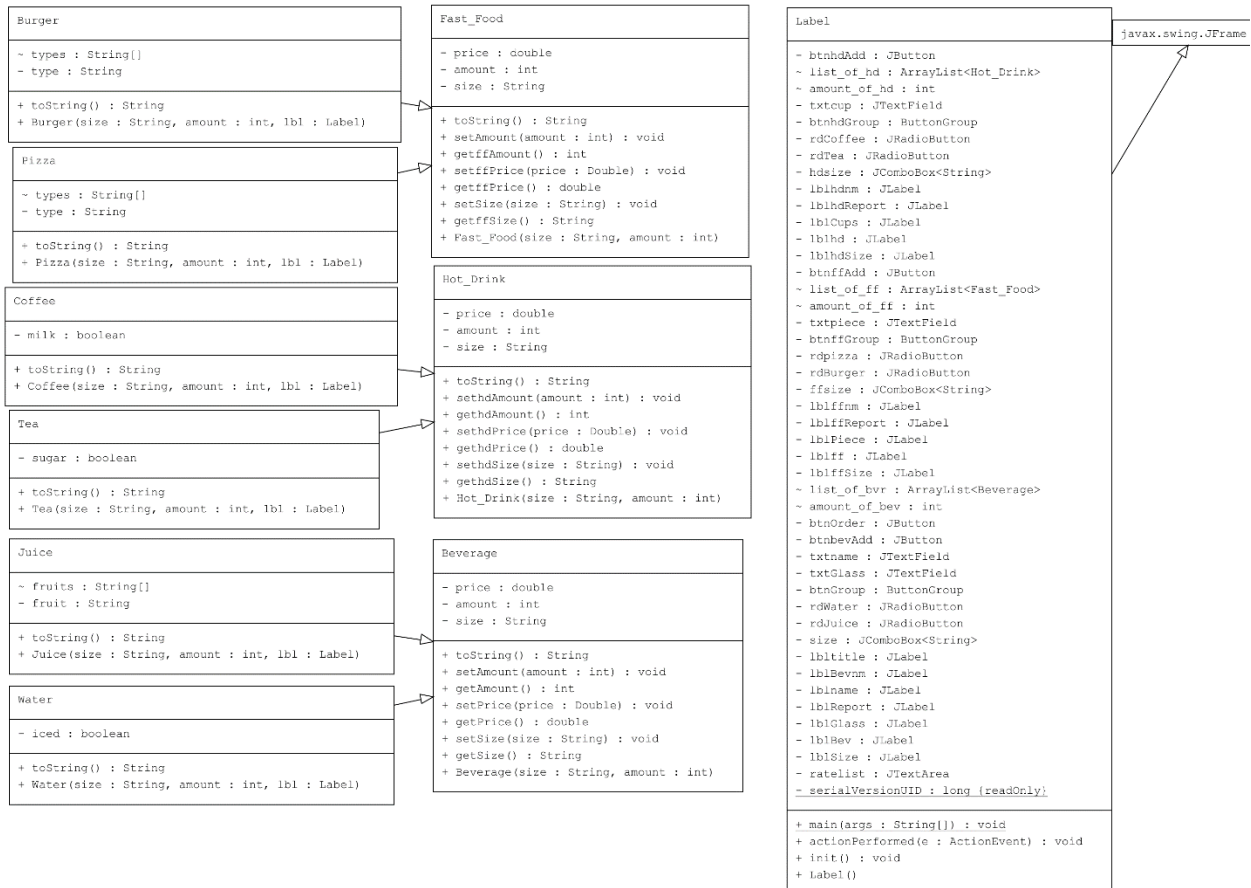 Burger
~ types : String[]
- type : String
+ toString() : String
+ Burger(size : String, amount : int, lbl : Label)
Pizza
~ types : String[]
- type : String
+ toString() : String
+ Pizza(size : String, amount : int, lbl : Label)
Coffee
- milk : boolean
+ toString() : String
+ Coffee(size : String, amount : int, lbl : Label)
Tea
- sugar : boolean
+ toString() : String
+ Tea(size : String, amount : int, lbl : Label)
Juice
~ fruits : String[]
- fruit : String
+ toString() : String
+ Juice(size : String, amount : int, lbl : Label)
Water
- iced : boolean
+ toString() : String
+ Water(size : String, amount : int, lbl : Label)
Fast_Food
- price : double
- amount : int
- size : String
+ toString() : String
+ setAmount(amount : int) : void
+ getffAmount() : int
+ setffPrice(price : Double) : void
+ getffPrice() : double
+ setSize(size : String) : void
+ getffSize() : String
+ Fast_Food(size : String, amount : int)
Hot_Drink
- price : double
- amount : int
- size : String
+ toString() : String
+ sethdAmount(amount : int) : void
+ gethdAmount() : int
+ sethdPrice(price : Double) : void
+ gethdPrice() : double
+ sethdSize(size : String) : void
+ gethdSize() : String
+ Hot_Drink(size : String, amount : int)
Beverage
- price : double
- amount : int
- size : String
+ toString() : String
+ setAmount(amount : int) : void
+ getAmount() : int
+ setPrice(price : Double) : void
+ getPrice() : double
+ setSize(size : String) : void
+ getSize() : String
+ Beverage(size : String, amount : int)
Label
- btnhdAdd : JButton
~ list_of_hd : ArrayList<Hot_Drink>
~ amount_of_hd : int
- txtcup : JTextField
- btnhdGroup : ButtonGroup
- rdCoffee : JRadioButton
- rdTea : JRadioButton
- hdsize : JComboBox<String>
- lblhdnm : JLabel
- lblhdReport : JLabel
- lblCups : JLabel
- lblhd : JLabel
- lblhdSize : JLabel
- btnffAdd : JButton
~ list_of_ff : ArrayList<Fast_Food>
~ amount_of_ff : int
- txtpiece : JTextField
- btnffGroup : ButtonGroup
- rdpizza : JRadioButton
- rdBurger : JRadioButton
- ffsize : JComboBox<String>
- lblffnm : JLabel
- lblffReport : JLabel
- lblPiece : JLabel
- lblff : JLabel
- lblffSize : JLabel
~ list_of_bvr : ArrayList<Beverage>
~ amount_of_bev : int
- btnOrder : JButton
- btnbevAdd : JButton
- txtname : JTextField
- txtGlass : JTextField
- btnGroup : ButtonGroup
- rdWater : JRadioButton
- rdJuice : JRadioButton
- size : JComboBox<String>
- lbltitle : JLabel
- lblBevnm : JLabel
- lblname : JLabel
- lblReport : JLabel
- lblGlass : JLabel
- lblBev : JLabel
- lblSize : JLabel
- ratelist : JTextArea
- serialVersionUID : long {readOnly}
+ main(args : String[]) : void
+ actionPerformed(e : ActionEvent) : void
+ init() : void
+ Label()
javax.swing.JFrame